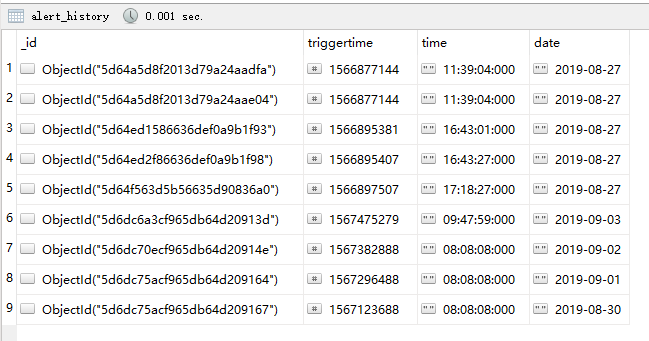 alert_history 0.001 sec.
_id triggertime time date
1 ObjectId("5d64a5d8f2013d79a24aadfa") # 1566877144 "" 11:39:04:000 "" 2019-08-27
2 ObjectId("5d64a5d8f2013d79a24aae04") # 1566877144 "" 11:39:04:000 "" 2019-08-27
3 ObjectId("5d64ed1586636def0a9b1f93") # 1566895381 "" 16:43:01:000 "" 2019-08-27
4 ObjectId("5d64ed2f86636def0a9b1f98") # 1566895407 "" 16:43:27:000 "" 2019-08-27
5 ObjectId("5d64f563d5b56635d90836a0") # 1566897507 "" 17:18:27:000 "" 2019-08-27
6 ObjectId("5d6dc6a3cf965db64d20913d") # 1567475279 "" 09:47:59:000 "" 2019-09-03
7 ObjectId("5d6dc70ecf965db64d20914e") # 1567382888 "" 08:08:08:000 "" 2019-09-02
8 ObjectId("5d6dc75acf965db64d209164") # 1567296488 "" 08:08:08:000 "" 2019-09-01
9 ObjectId("5d6dc75acf965db64d209167") # 1567123688 "" 08:08:08:000 "" 2019-08-30